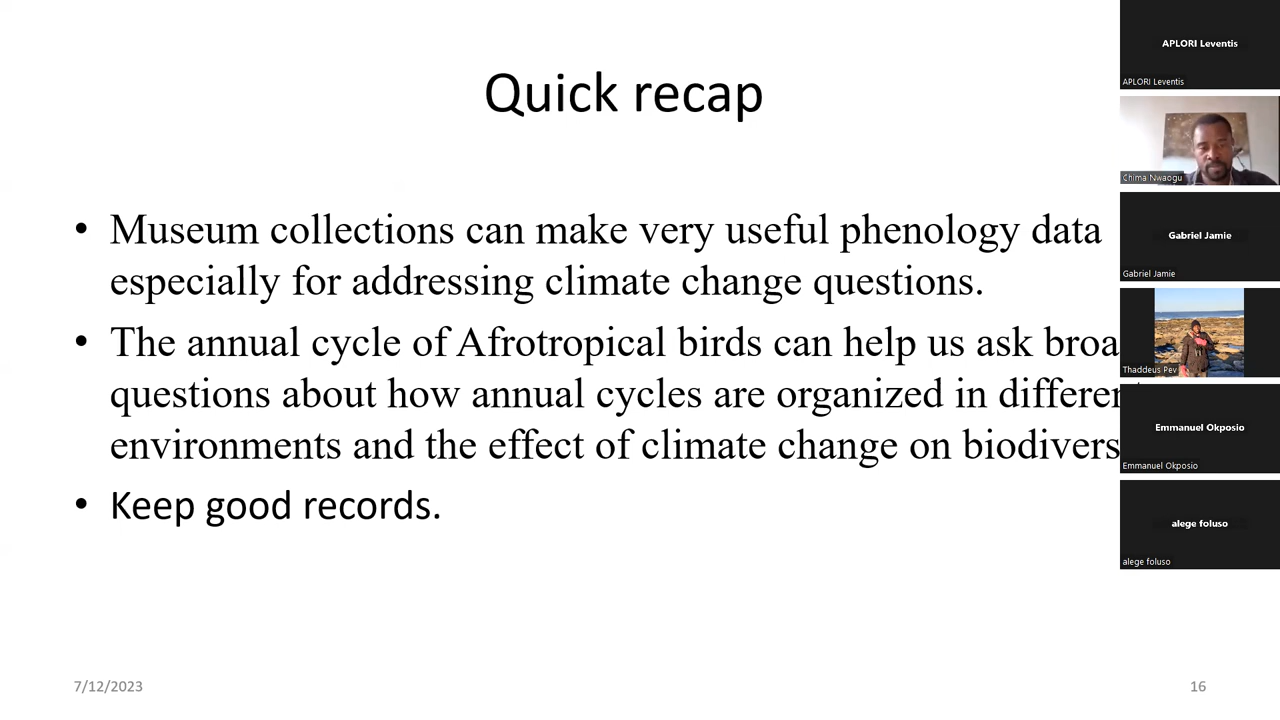 Quick recap
• Museum collections can make very useful phenology data
especially for addressing climate change questions.
• The annual cycle of Afrotropical birds can help us ask broa
questions about how annual cycles are organized in differen
environments and the effect of climate change on biodivers
• Keep good records.
7/12/2023
16
APLORI Leventis
APLORI Leventis
Chima Nwaogu
Gabriel Jamie
Gabriel Jamie
Thaddeus Pev
Emmanuel Okposio
Emmanuel Okposio
alege foluso
alege foluso